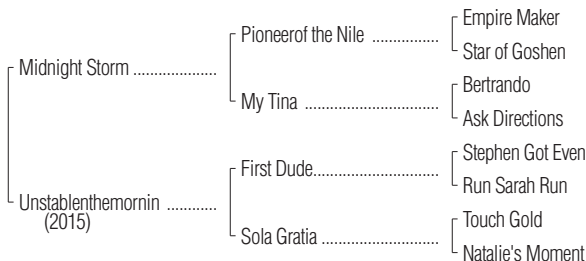 Empire Maker
Pioneerof the Nile ................
Star of Goshen
Midnight Storm ....................
Bertrando
My Tina ................................
Ask Directions
Stephen Got Even
First Dude..............................
Run Sarah Run
Unstablenthemornin ............
(2015)
Touch Gold
Sola Gratia ............................
Natalie's Moment